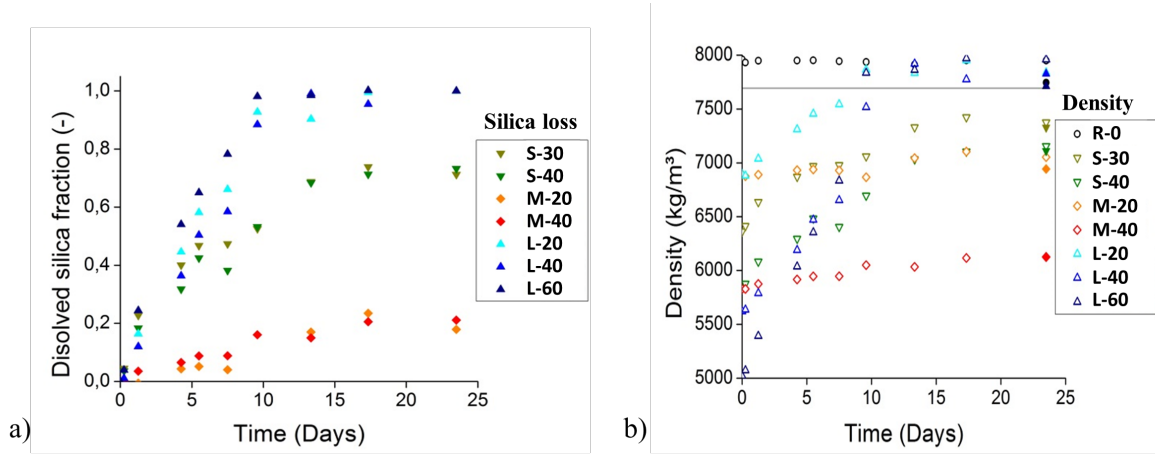 a)
Disolved silica fraction (-)
1,0
0,8
0,6
0,4
0,2
0,0
0 5 10 15 20 25
Time (Days)
Silica loss
S-30
S-40
M-20
M-40
L-20
L-40
L-60
b)
Density (kg/m³)
8000
7500
7000
6500
6000
5500
5000
0 5 10 15 20 25
Time (Days)
Density
R-0
S-30
S-40
M-20
M-40
L-20
L-40
L-60